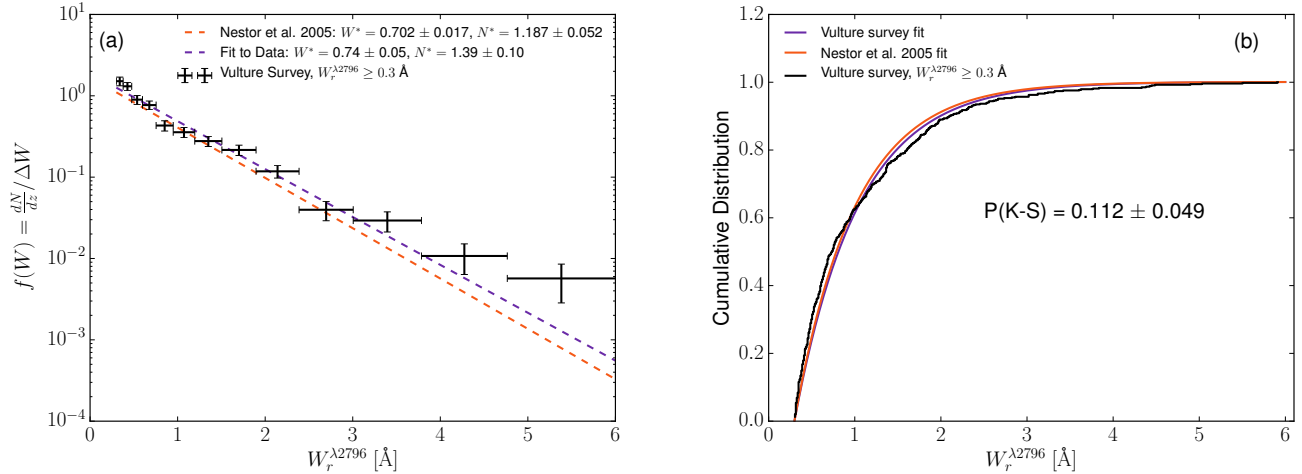 (a)
Nestor et al. 2005: W* = 0.702 ± 0.017, N* = 1.187 ± 0.052
Fit to Data: W* = 0.74 ± 0.05, N* = 1.39 ± 0.10
Vulture Survey, W_r^{λ2796} ≥ 0.3 Å
10^1
10^0
10^{-1}
10^{-2}
10^{-3}
10^{-4}
f(W) = \frac{dN}{dz}/ΔW
0 1 2 3 4 5 6
W_r^{λ2796} [Å]
(b)
Vulture survey fit
Nestor et al. 2005 fit
Vulture survey, W_r^{λ2796} ≥ 0.3 Å
P(K-S) = 0.112 ± 0.049
1.2
1.0
0.8
0.6
0.4
0.2
0.0
Cumulative Distribution
0 1 2 3 4 5 6
W_r^{λ2796} [Å]